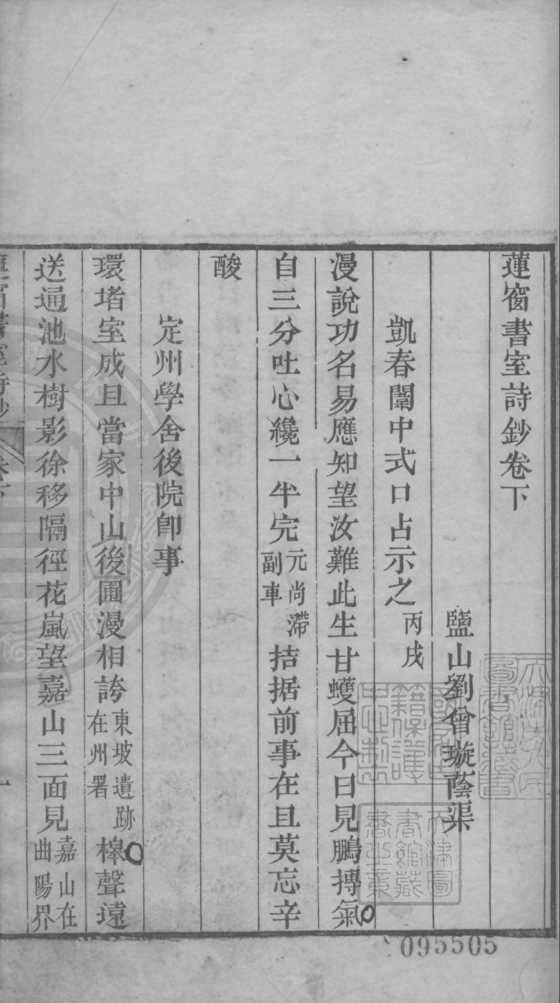 蓮窗書室詩鈔卷下
鹽山劉曾璇蔭渠
凱春闈中式口占示之丙戌
漫說功名易應知望汝難此生甘蠖屈今日見鵬摶氣
自三分吐心纔一半完元尚滯副車拮据前事在且莫忘辛
酸
定州學舍後院即事
環堵室成且當家中山後圃漫相誇東坡遺跡在州署槔聲遠
送通池水樹影徐移隔徑花嵐望嘉山三面見嘉山在曲陽界
095505